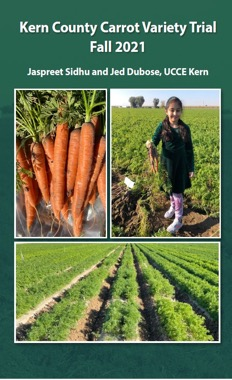 Kern County Carrot Variety Trial
Fall 2021
Jaspreet Sidhu and Jed Dubose, UCCE Kern